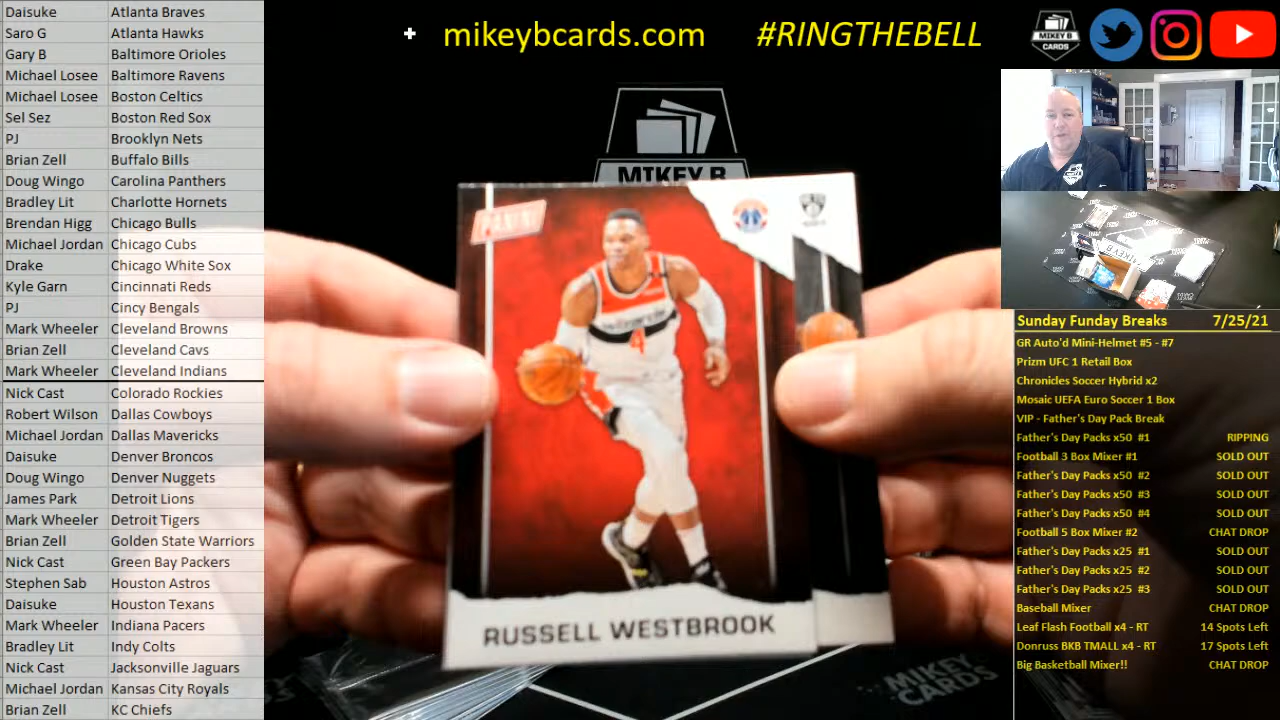 Daisuke Atlanta Braves
Saro G Atlanta Hawks
Gary B Baltimore Orioles
Michael Losee Baltimore Ravens
Michael Losee Boston Celtics
Sel Sez Boston Red Sox
PJ Brooklyn Nets
Brian Zell Buffalo Bills
Doug Wingo Carolina Panthers
Bradley Lit Charlotte Hornets
Brendan Higg Chicago Bulls
Michael Jordan Chicago Cubs
Drake Chicago White Sox
Kyle Garn Cincinnati Reds
PJ Cincy Bengals
Mark Wheeler Cleveland Browns
Brian Zell Cleveland Cavs
Mark Wheeler Cleveland Indians
Nick Cast Colorado Rockies
Robert Wilson Dallas Cowboys
Michael Jordan Dallas Mavericks
Daisuke Denver Broncos
Doug Wingo Denver Nuggets
James Park Detroit Lions
Mark Wheeler Detroit Tigers
Brian Zell Golden State Warriors
Nick Cast Green Bay Packers
Stephen Sab Houston Astros
Daisuke Houston Texans
Mark Wheeler Indiana Pacers
Bradley Lit Indy Colts
Nick Cast Jacksonville Jaguars
Michael Jordan Kansas City Royals
Brian Zell KC Chiefs
+ mikeybcards.com #RINGTHEBELL
MIKEY B
CARDS
MIKEY B
PANINI
4
RUSSELL WESTBROOK
MIKEY
CARDS
MIKEY B
Sunday Funday Breaks 7/25/21
GR Auto'd Mini-Helmet #5 - #7
Prizm UFC 1 Retail Box
Chronicles Soccer Hybrid x2
Mosaic UEFA Euro Soccer 1 Box
VIP - Father's Day Pack Break
Father's Day Packs x50 #1 RIPPING
Football 3 Box Mixer #1 SOLD OUT
Father's Day Packs x50 #2 SOLD OUT
Father's Day Packs x50 #3 SOLD OUT
Father's Day Packs x50 #4 SOLD OUT
Football 5 Box Mixer #2 CHAT DROP
Father's Day Packs x25 #1 SOLD OUT
Father's Day Packs x25 #2 SOLD OUT
Father's Day Packs x25 #3 SOLD OUT
Baseball Mixer CHAT DROP
Leaf Flash Football x4 - RT 14 Spots Left
Donruss BKB TMALL x4 - RT 17 Spots Left
Big Basketball Mixer!! CHAT DROP